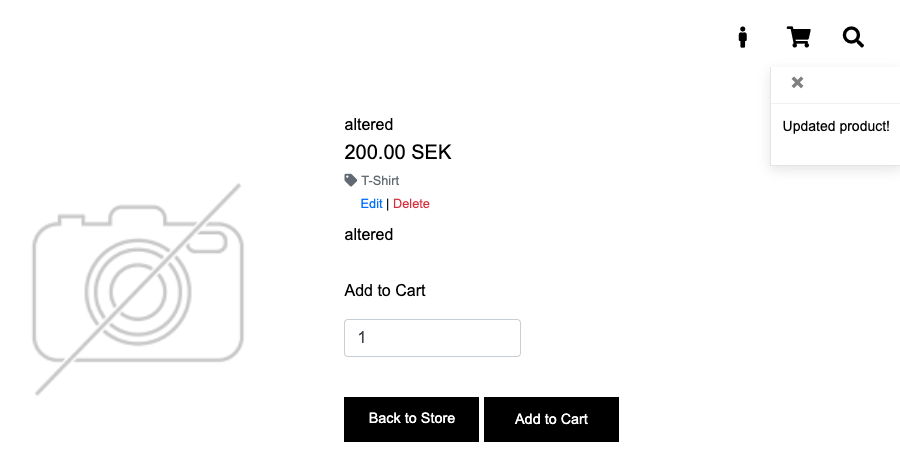 Updated product!
altered
200.00 SEK
T-Shirt
Edit | Delete
altered
Add to Cart
1
Back to Store Add to Cart